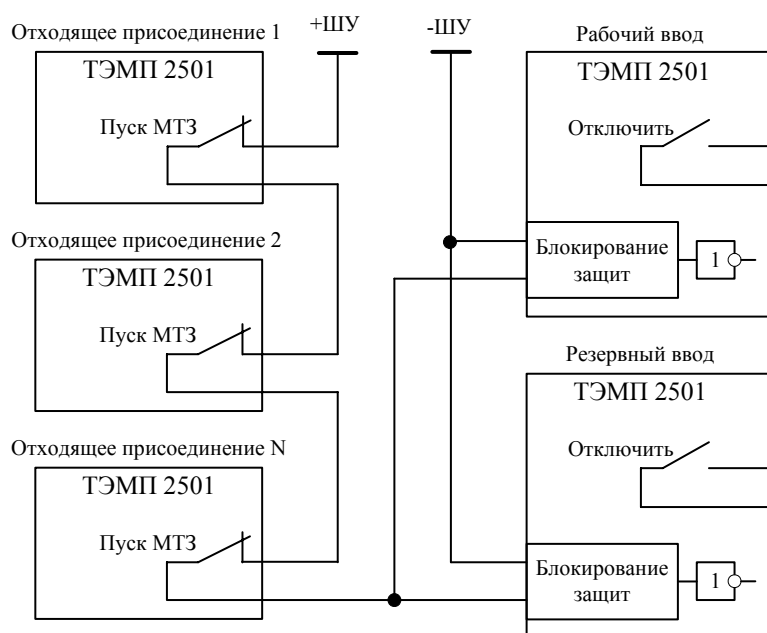 Отходящее присоединение 1
+ШУ
-ШУ
Рабочий ввод
ТЭМП 2501
Пуск МТЗ
ТЭМП 2501
Отключить
Отходящее присоединение 2
ТЭМП 2501
Пуск МТЗ
Блокирование
защит
1
Резервный ввод
ТЭМП 2501
Отключить
Отходящее присоединение N
ТЭМП 2501
Пуск МТЗ
Блокирование
защит
1